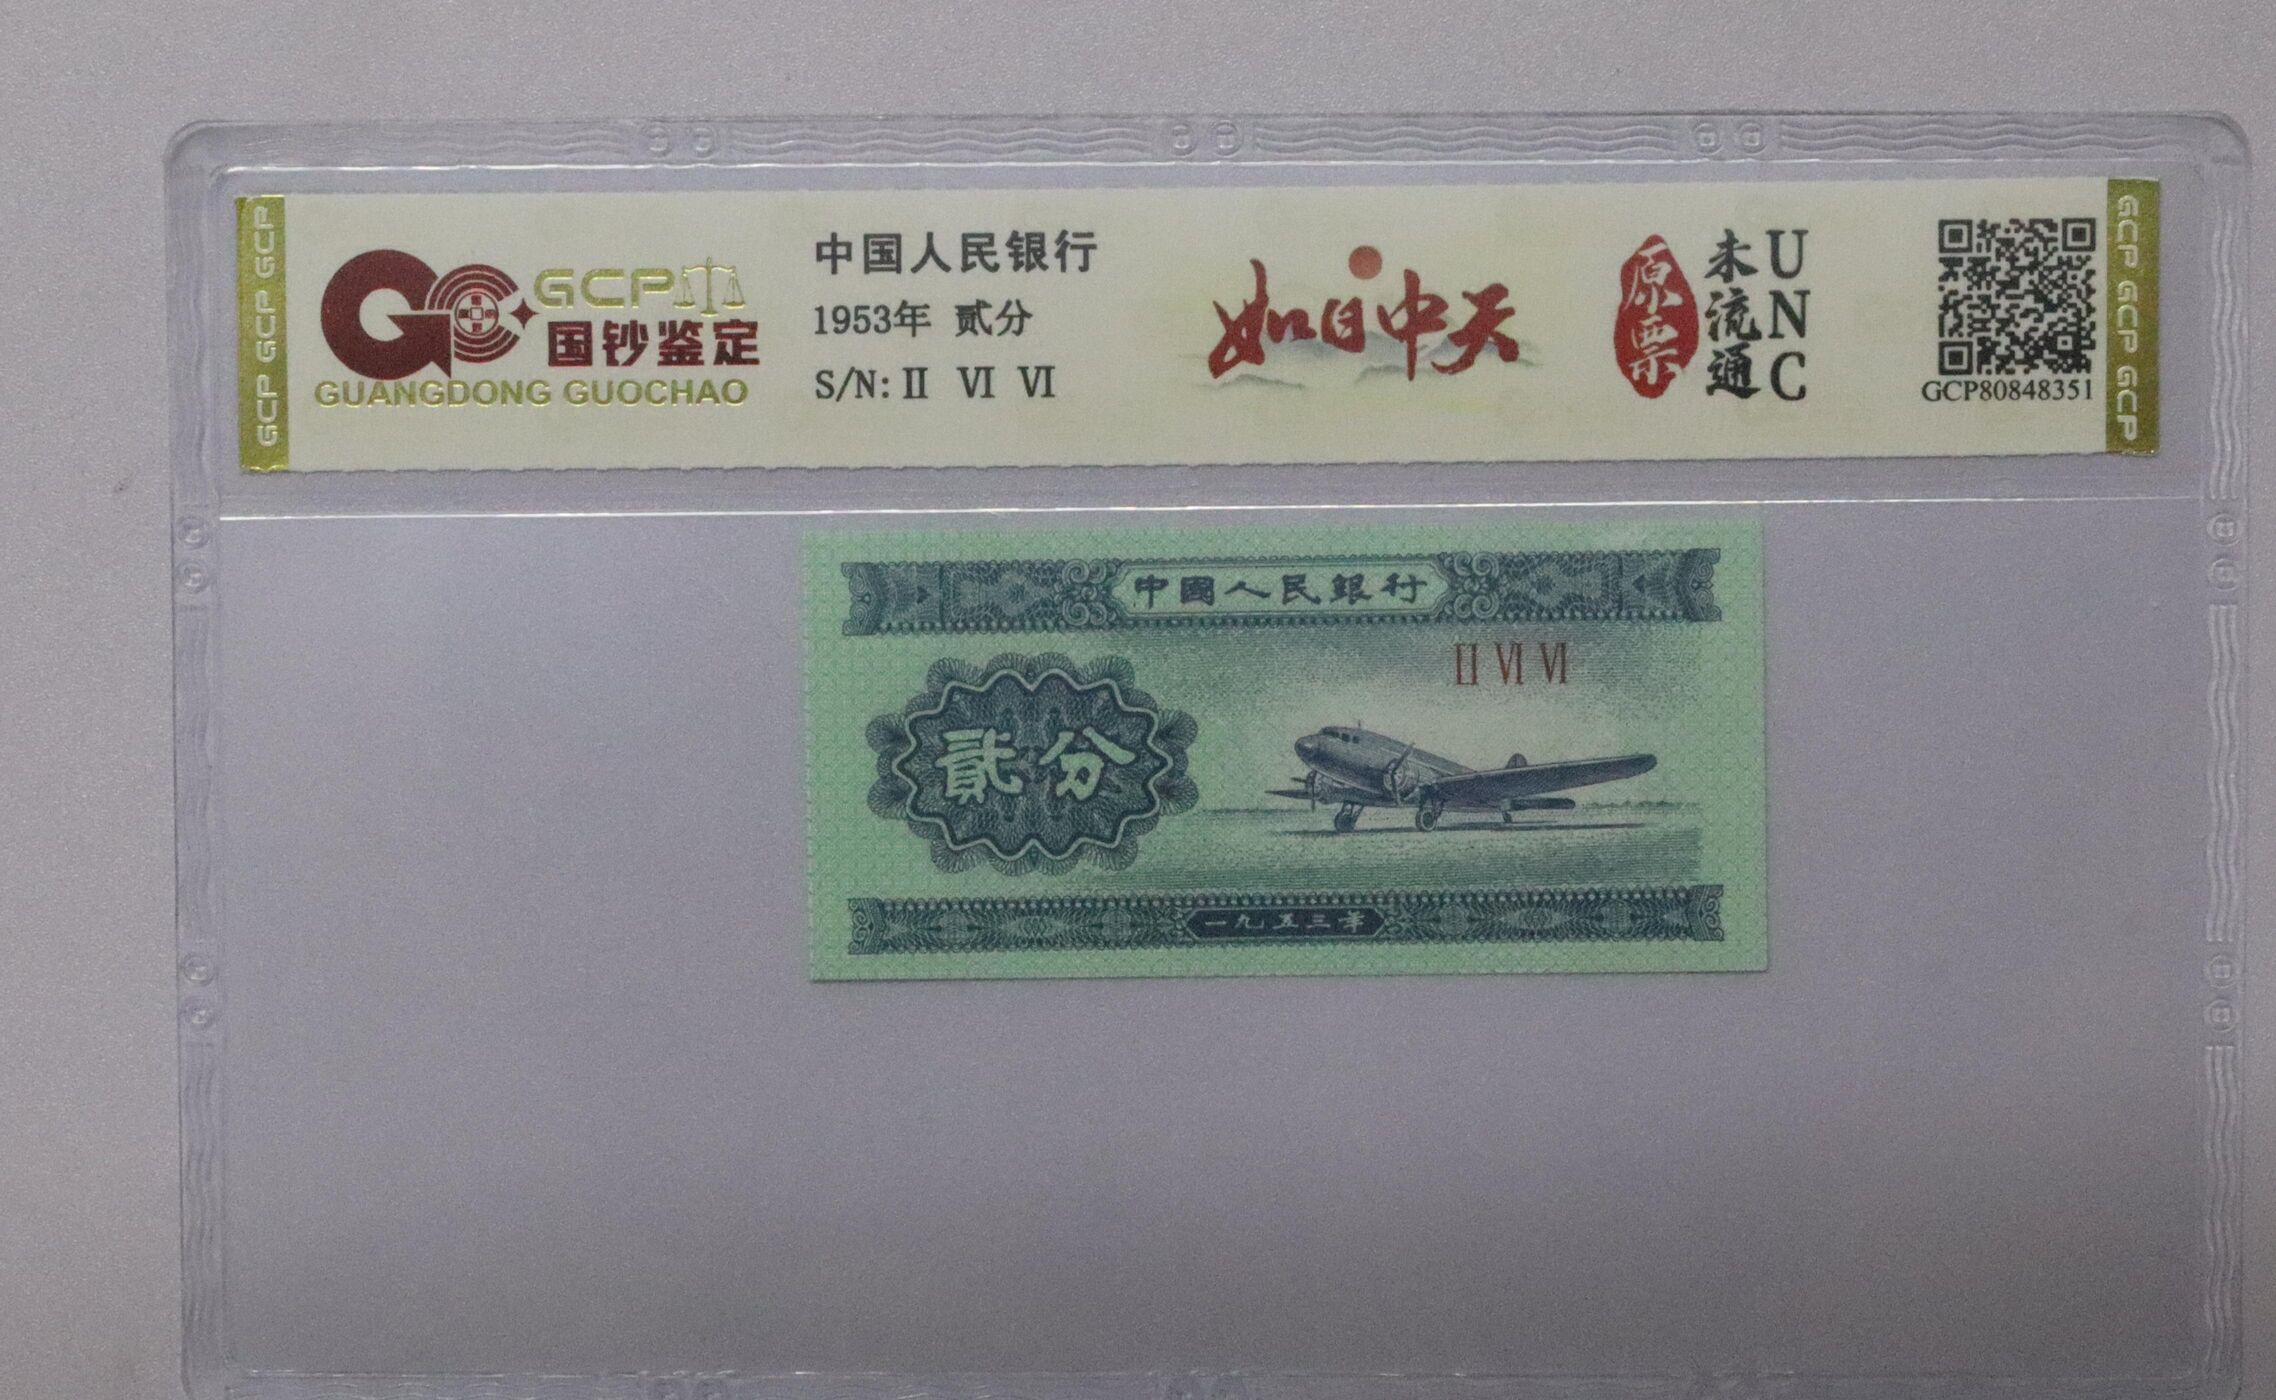 GCP GCP GCP
GCP
国钞鉴定
GUANGDONG GUOCHAO
中国人民银行
1953年 贰分
S/N: II VI VI
如日中天
原票
未流通
UNC
GCP80848351
GCP GCP GCP
中國人民銀行
II VI VI
貳分
一九五三年